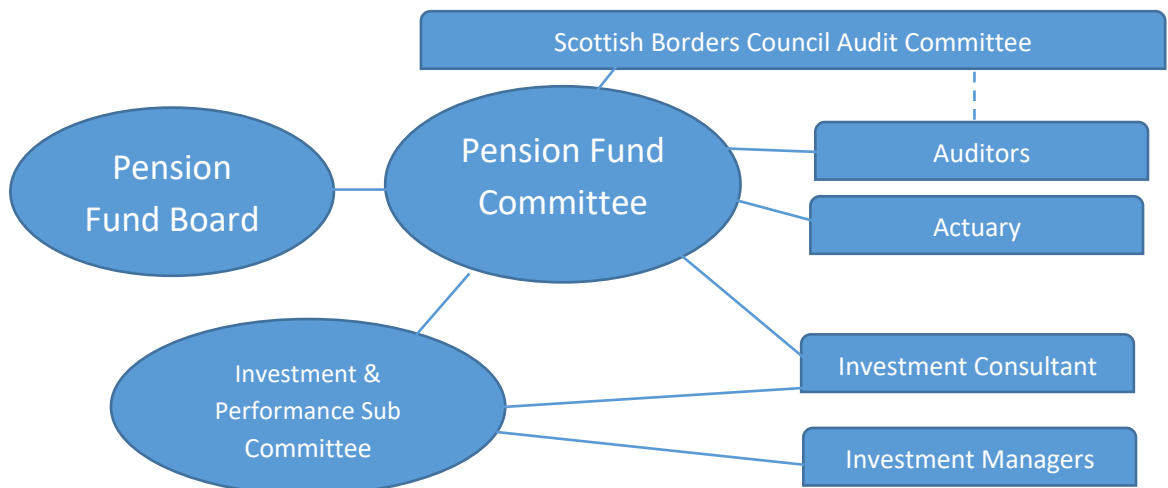 Scottish Borders Council Audit Committee
Pension
Fund Board
Pension Fund
Committee
Auditors
Actuary
Investment &
Performance Sub
Committee
Investment Consultant
Investment Managers